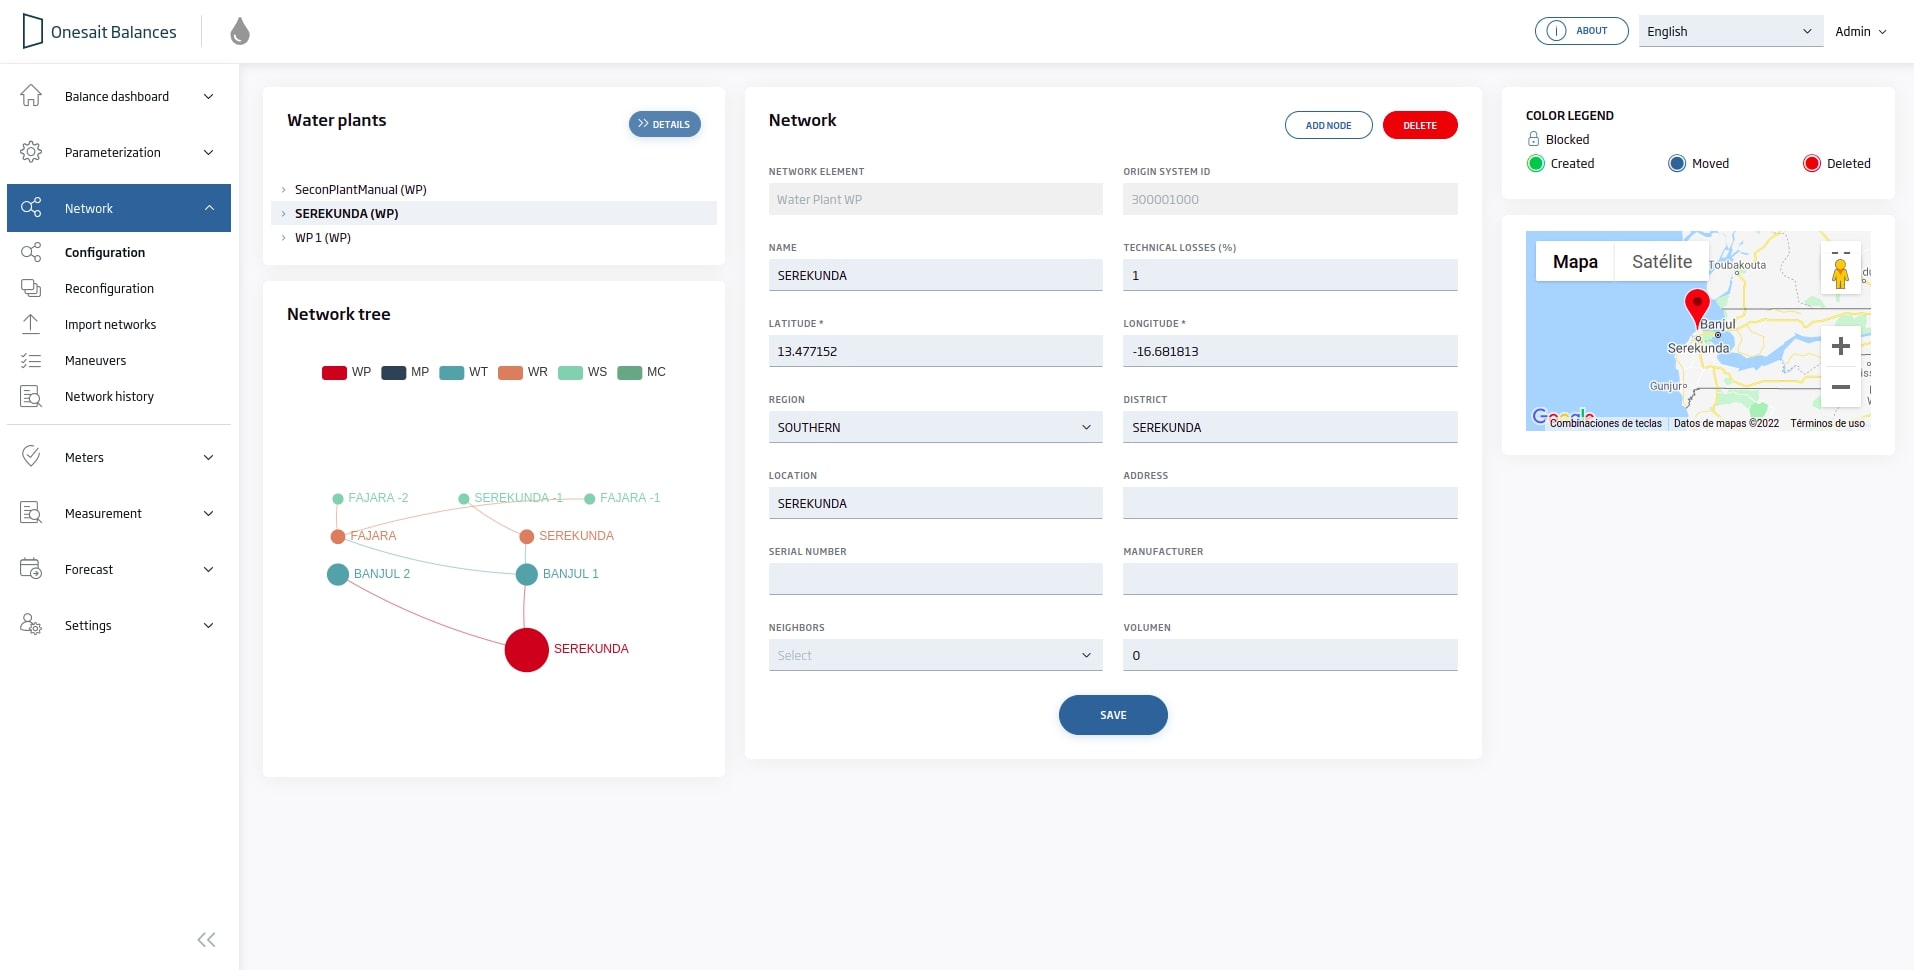 Onesait Balances
ABOUT
English
Admin
Balance dashboard
Parameterization
Network
Configuration
Reconfiguration
Import networks
Maneuvers
Network history
Meters
Measurement
Forecast
Settings
Water plants
DETAILS
SeconPlantManual (WP)
SEREKUNDA (WP)
WP 1 (WP)
Network tree
WP MP WT WR WS MC
FAJARA -2 SEREKUNDA -1 FAJARA -1
FAJARA SEREKUNDA
BANJUL 2 BANJUL 1
SEREKUNDA
Network
ADD NODE DELETE
NETWORK ELEMENT ORIGIN SYSTEM ID
Water Plant WP 300001000
NAME TECHNICAL LOSSES (%)
SEREKUNDA 1
LATITUDE * LONGITUDE *
13.477152 -16.681813
REGION DISTRICT
SOUTHERN SEREKUNDA
LOCATION ADDRESS
SEREKUNDA
SERIAL NUMBER MANUFACTURER
NEIGHBORS VOLUMEN
Select 0
SAVE
COLOR LEGEND
Blocked
Created Moved Deleted
Mapa Satélite
Toubakouta
Banjul
Serekunda
Gunjur
Google
Combinaciones de teclas Datos de mapas ©2022 Términos de uso